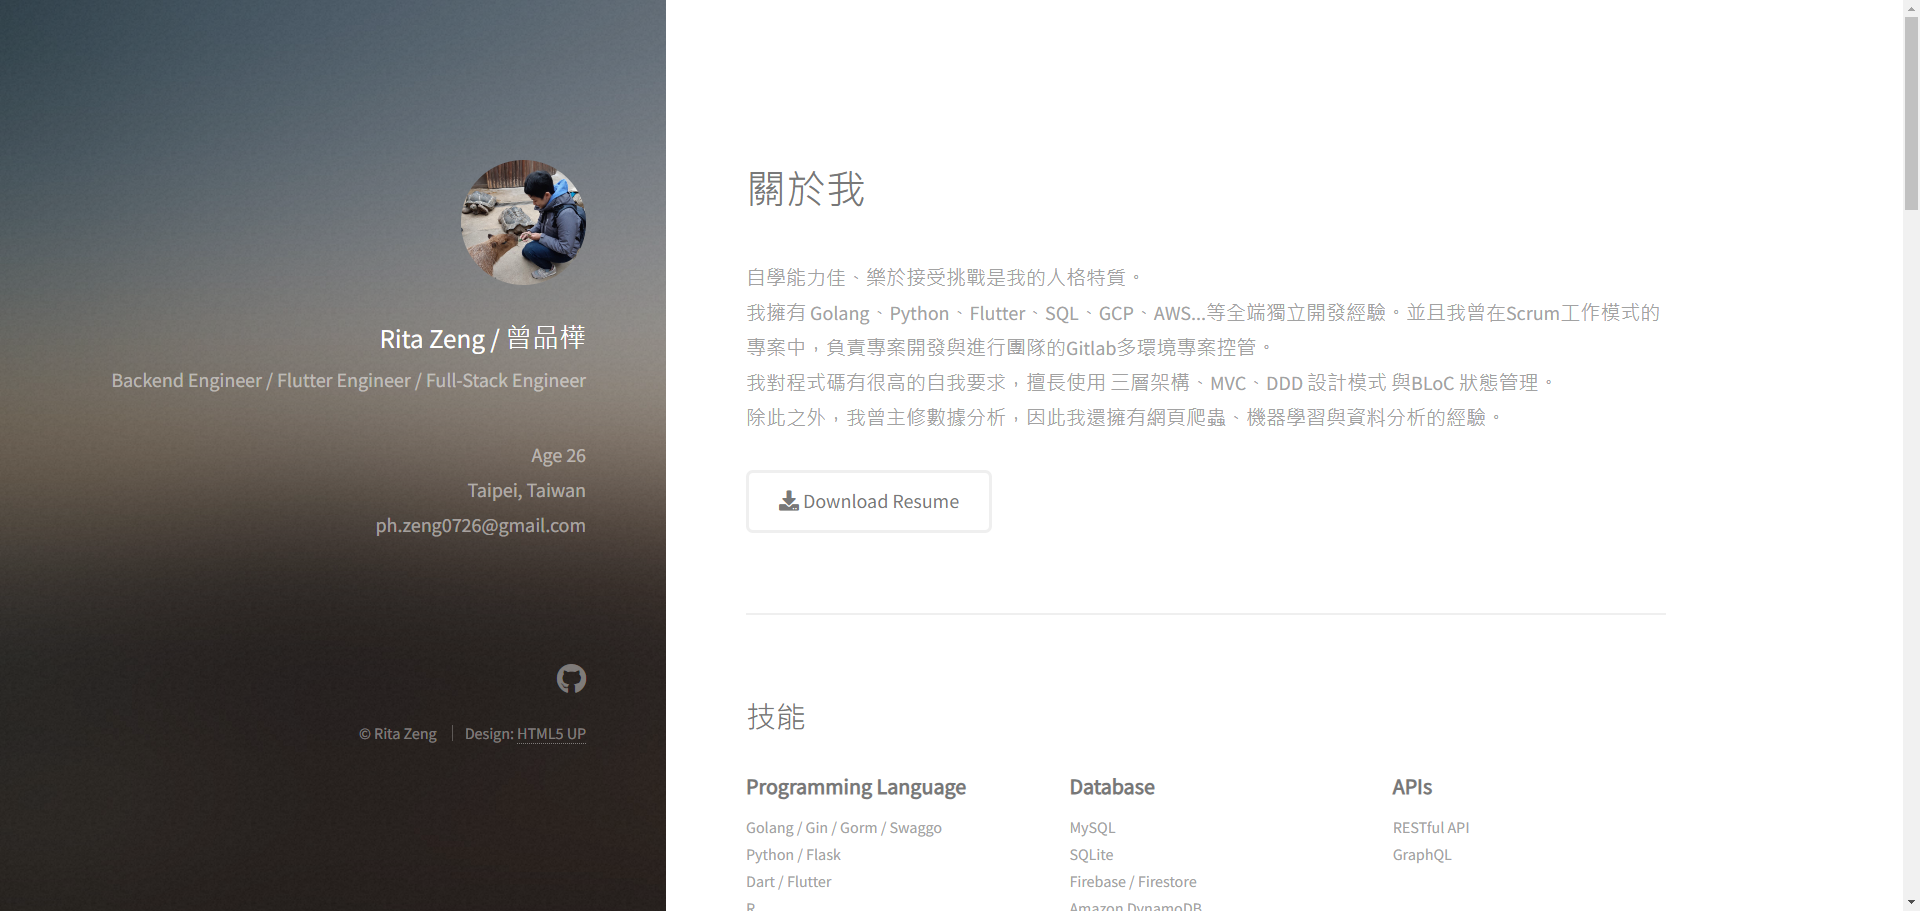 Rita Zeng / 曾品樺
Backend Engineer / Flutter Engineer / Full-Stack Engineer
Age 26
Taipei, Taiwan
ph.zeng0726@gmail.com
© Rita Zeng
Design: HTML5 UP
關於我
自學能力佳、樂於接受挑戰是我的人格特質。
我擁有 Golang、Python、Flutter、SQL、GCP、AWS...等全端獨立開發經驗。並且我曾在Scrum工作模式的
專案中，負責專案開發與進行團隊的Gitlab多環境專案控管。
我對程式碼有很高的自我要求，擅長使用 三層架構、MVC、DDD 設計模式 與BLoC 狀態管理。
除此之外，我曾主修數據分析，因此我還擁有網頁爬蟲、機器學習與資料分析的經驗。
Download Resume
技能
Programming Language
Golang / Gin / Gorm / Swaggo
Python / Flask
Dart / Flutter
R
Database
MySQL
SQLite
Firebase / Firestore
Amazon DynamoDB
APIs
RESTful API
GraphQL